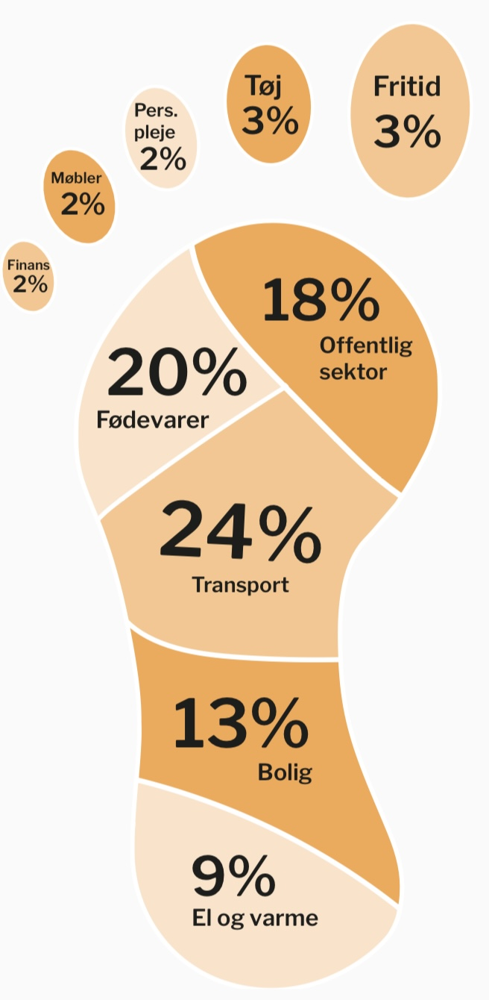 Fritid
3%
Tøj
3%
Pers.
pleje
2%
Møbler
2%
Finans
2%
18%
Offentlig
sektor
20%
Fødevarer
24%
Transport
13%
Bolig
9%
El og varme